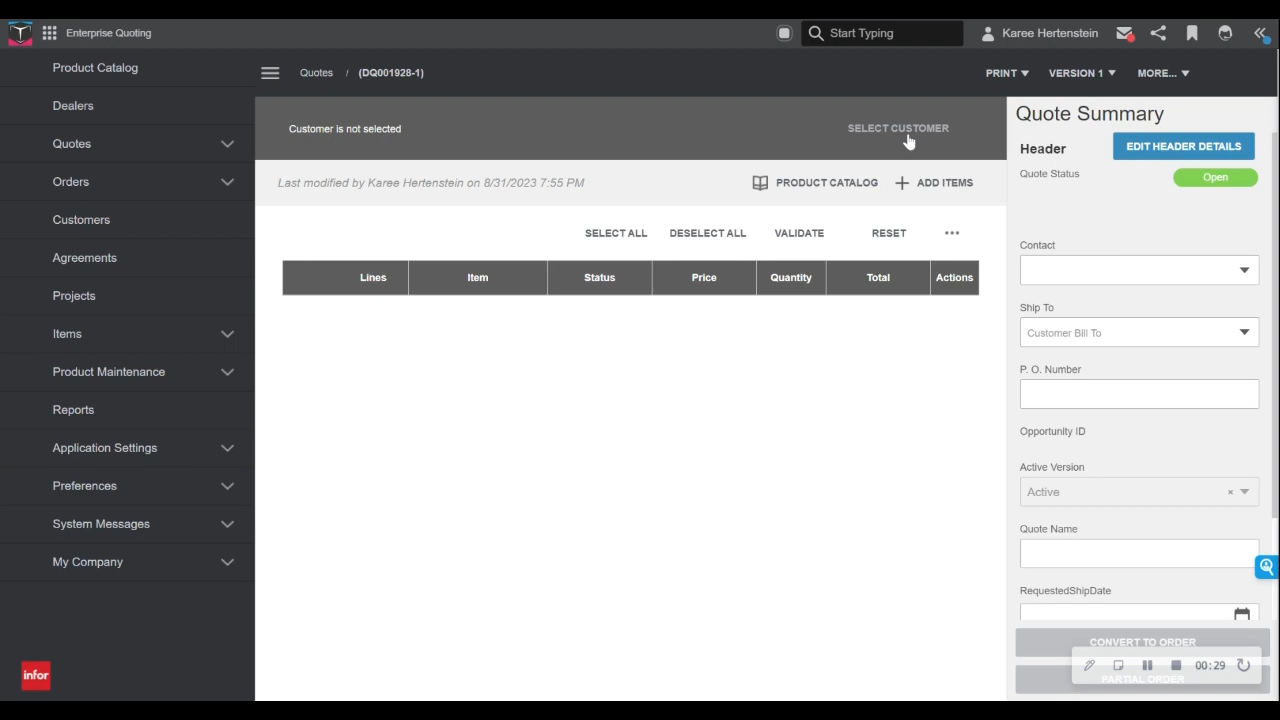 Enterprise Quoting
Start Typing
Karee Hertenstein
Product Catalog
Dealers
Quotes
Orders
Customers
Agreements
Projects
Items
Product Maintenance
Reports
Application Settings
Preferences
System Messages
My Company
infor
Quotes / (DQ001928-1)
PRINT
VERSION 1
MORE...
Customer is not selected
SELECT CUSTOMER
Last modified by Karee Hertenstein on 8/31/2023 7:55 PM
PRODUCT CATALOG
ADD ITEMS
SELECT ALL
DESELECT ALL
VALIDATE
RESET
Lines Item Status Price Quantity Total Actions
Quote Summary
Header
EDIT HEADER DETAILS
Quote Status
Open
Contact
Ship To
Customer Bill To
P. O. Number
Opportunity ID
Active Version
Active
Quote Name
RequestedShipDate
CONVERT TO ORDER
00:29
PARTIAL ORDER